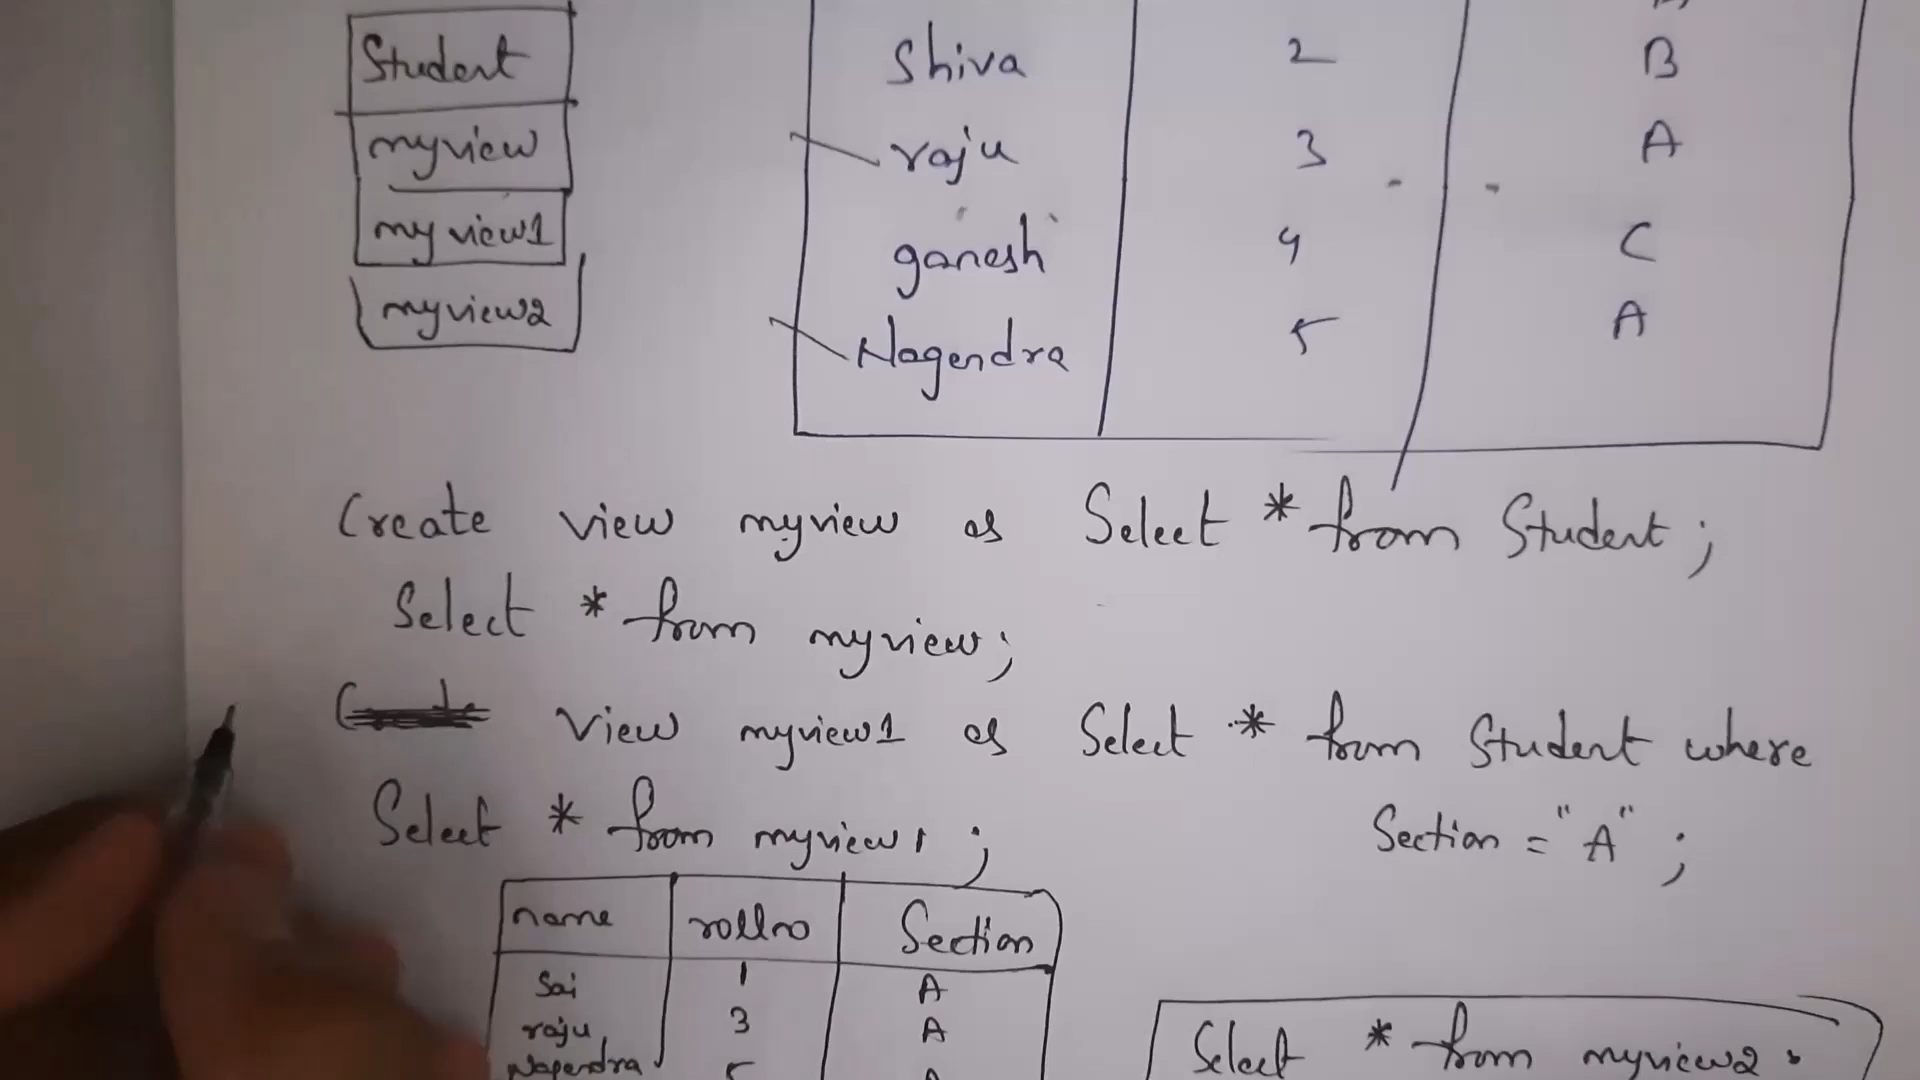 Student
myview
myview1
myview2
Shiva 2 B
raju 3 A
ganesh 4 C
Nagendra 5 A
Create view myview as Select * from Student;
Select * from myview;
view myview1 as Select * from Student where
Section = "A" ;
Select * from myview1 ;
name rollno Section
Sai 1 A
raju 3 A
Nagendra 5 A
Select * from myview2